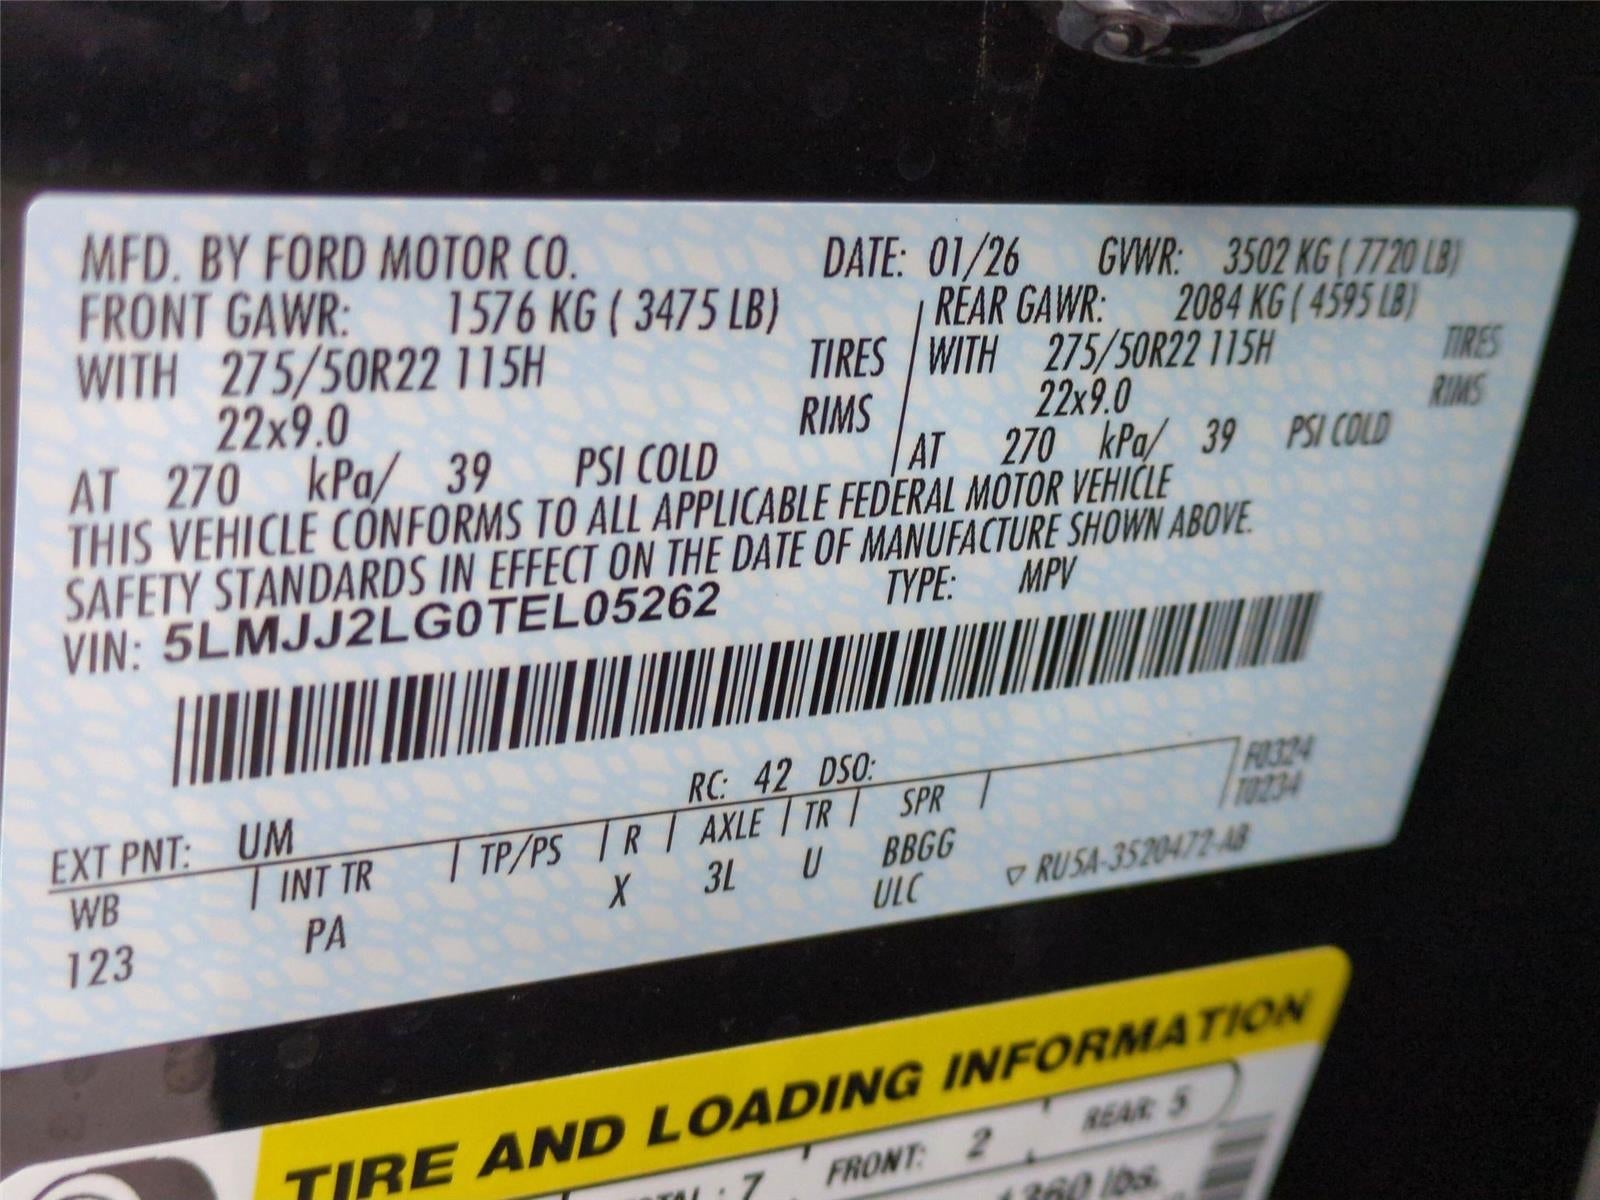 MFD. BY FORD MOTOR CO. DATE: 01/26 GVWR: 3502 KG ( 7720 LB)
FRONT GAWR: 1576 KG ( 3475 LB) REAR GAWR: 2084 KG ( 4595 LB)
WITH 275/50R22 115H TIRES WITH 275/50R22 115H TIRES
22x9.0 RIMS 22x9.0 RIMS
AT 270 kPa/ 39 PSI COLD AT 270 kPa/ 39 PSI COLD
THIS VEHICLE CONFORMS TO ALL APPLICABLE FEDERAL MOTOR VEHICLE
SAFETY STANDARDS IN EFFECT ON THE DATE OF MANUFACTURE SHOWN ABOVE.
VIN: 5LMJJ2LG0TEL05262 TYPE: MPV
F0324
EXT PNT: UM RC: 42 DSO: T0234
WB | INT TR | TP/PS | R | AXLE | TR | SPR |
123 PA X 3L U BBGG
ULC ▽ RU5A-3520472-AB
TIRE AND LOADING INFORMATION
: 7 FRONT: 2 REAR: 5
lbs.